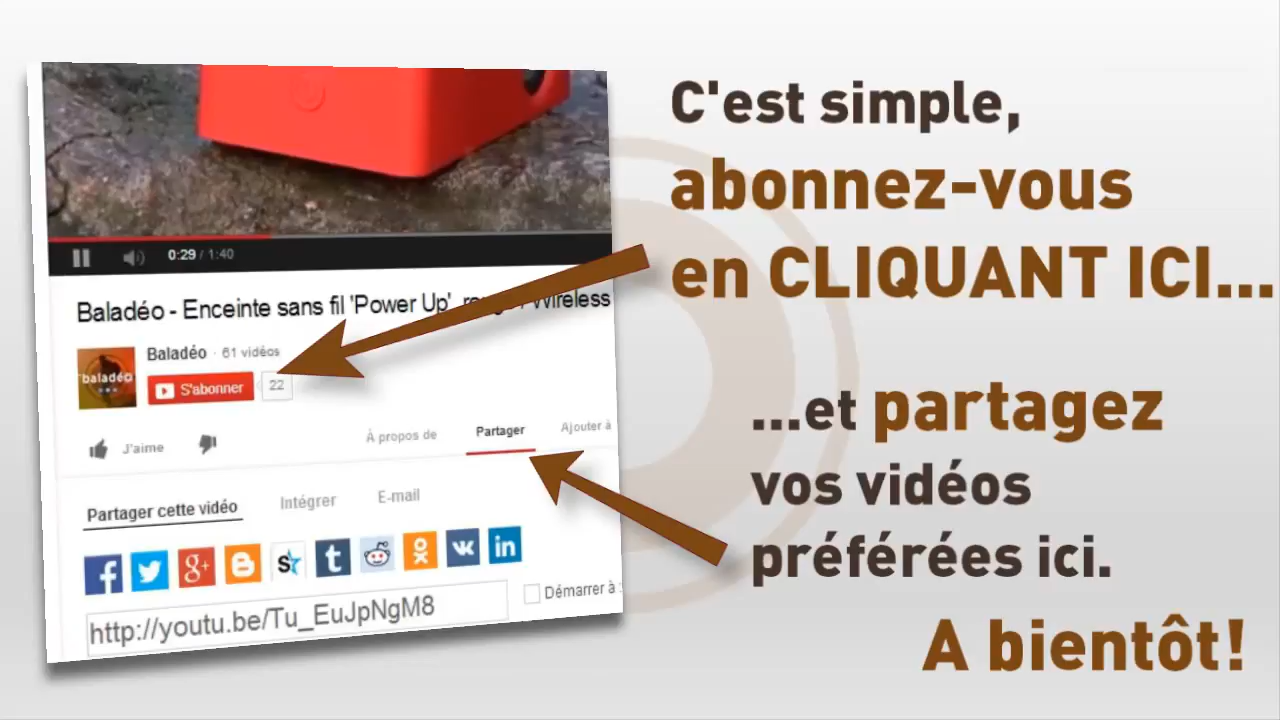 C'est simple,
abonnez-vous
en CLIQUANT ICI...
...et partagez
vos vidéos
préférées ici.
A bientôt!
0:29 / 1:40
Baladéo - Enceinte sans fil 'Power Up', Wireless
baladéo
Baladéo · 61 vidéos
S'abonner 22
J'aime
À propos de Partager Ajouter à
Partager cette vidéo Intégrer E-mail
http://youtu.be/Tu_EuJpNgM8
Démarrer à :